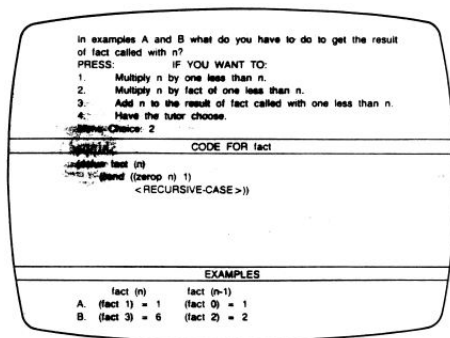 In examples A and B what do you have to do to get the result
of fact called with n?
PRESS: IF YOU WANT TO:
1. Multiply n by one less than n.
2. Multiply n by fact of one less than n.
3. Add n to the result of fact called with one less than n.
4. Have the tutor choose.
Choice: 2
CODE FOR fact
fact (n)
((zerop n) 1)
<RECURSIVE-CASE>))
EXAMPLES
fact (n) fact (n-1)
A. (fact 1) = 1 (fact 0) = 1
B. (fact 3) = 6 (fact 2) = 2